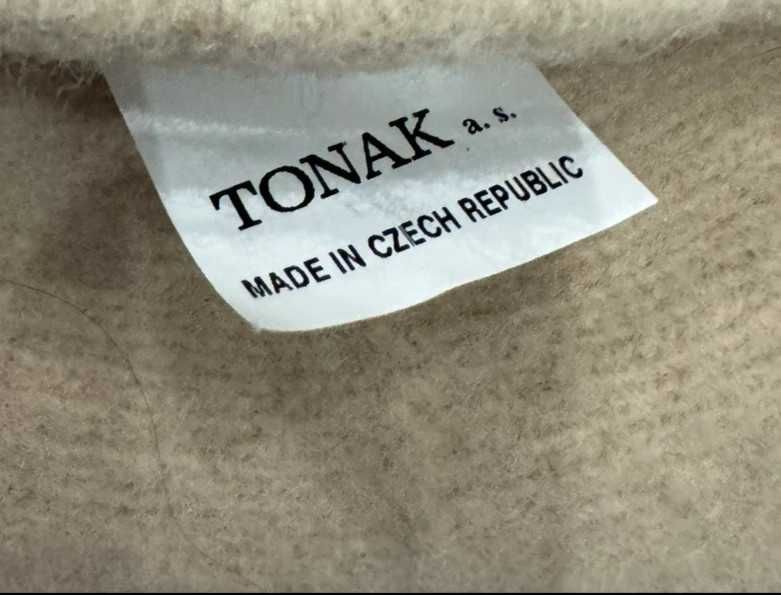 TONAK a. s.
MADE IN CZECH REPUBLIC